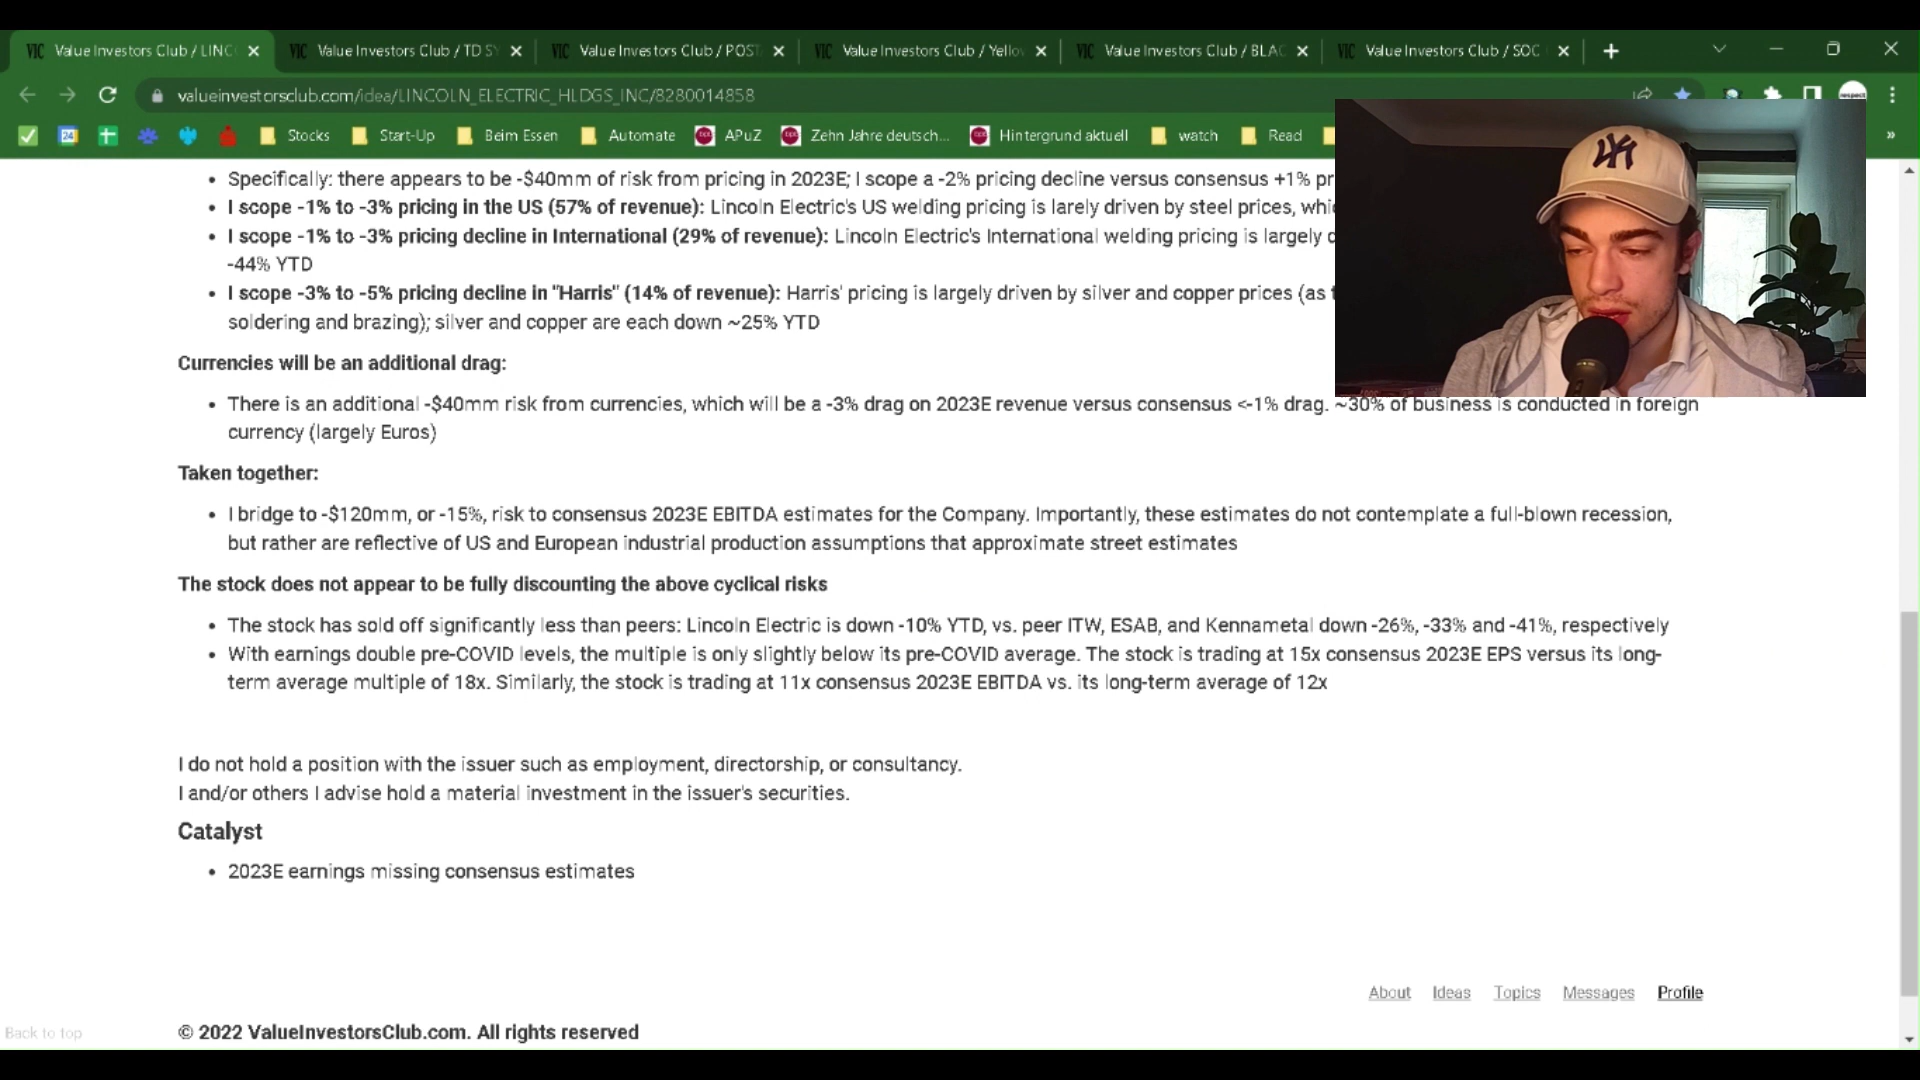 Value Investors Club / LINC
Value Investors Club / TD S
Value Investors Club / POST
Value Investors Club / Yello
Value Investors Club / BLAC
Value Investors Club / SOC
valueinvestorsclub.com/idea/LINCOLN_ELECTRIC_HLDGS_INC/8280014858
Stocks Start-Up Beim Essen Automate APuZ Zehn Jahre deutsch... Hintergrund aktuell watch Read »
• Specifically: there appears to be -$40mm of risk from pricing in 2023E; I scope a -2% pricing decline versus consensus +1% pr
• I scope -1% to -3% pricing in the US (57% of revenue): Lincoln Electric's US welding pricing is larely driven by steel prices, whi
• I scope -1% to -3% pricing decline in International (29% of revenue): Lincoln Electric's International welding pricing is largely d
-44% YTD
• I scope -3% to -5% pricing decline in "Harris" (14% of revenue): Harris' pricing is largely driven by silver and copper prices (as t
soldering and brazing); silver and copper are each down ~25% YTD
Currencies will be an additional drag:
• There is an additional -$40mm risk from currencies, which will be a -3% drag on 2023E revenue versus consensus <-1% drag. ~30% of business is conducted in foreign
currency (largely Euros)
Taken together:
• I bridge to -$120mm, or -15%, risk to consensus 2023E EBITDA estimates for the Company. Importantly, these estimates do not contemplate a full-blown recession,
but rather are reflective of US and European industrial production assumptions that approximate street estimates
The stock does not appear to be fully discounting the above cyclical risks
• The stock has sold off significantly less than peers: Lincoln Electric is down -10% YTD, vs. peer ITW, ESAB, and Kennametal down -26%, -33% and -41%, respectively
• With earnings double pre-COVID levels, the multiple is only slightly below its pre-COVID average. The stock is trading at 15x consensus 2023E EPS versus its long-
term average multiple of 18x. Similarly, the stock is trading at 11x consensus 2023E EBITDA vs. its long-term average of 12x
I do not hold a position with the issuer such as employment, directorship, or consultancy.
I and/or others I advise hold a material investment in the issuer's securities.
Catalyst
• 2023E earnings missing consensus estimates
About Ideas Topics Messages Profile
Back to top
© 2022 ValueInvestorsClub.com. All rights reserved